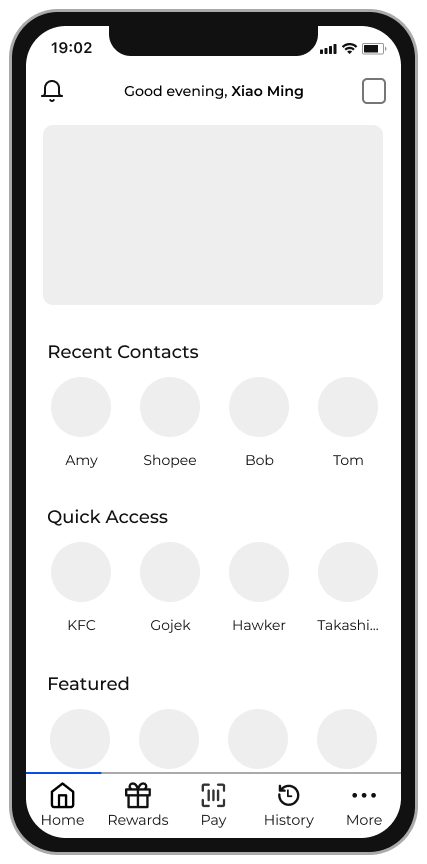 19:02
Good evening, Xiao Ming
Recent Contacts
Amy Shopee Bob Tom
Quick Access
KFC Gojek Hawker Takashi...
Featured
Home Rewards Pay History More